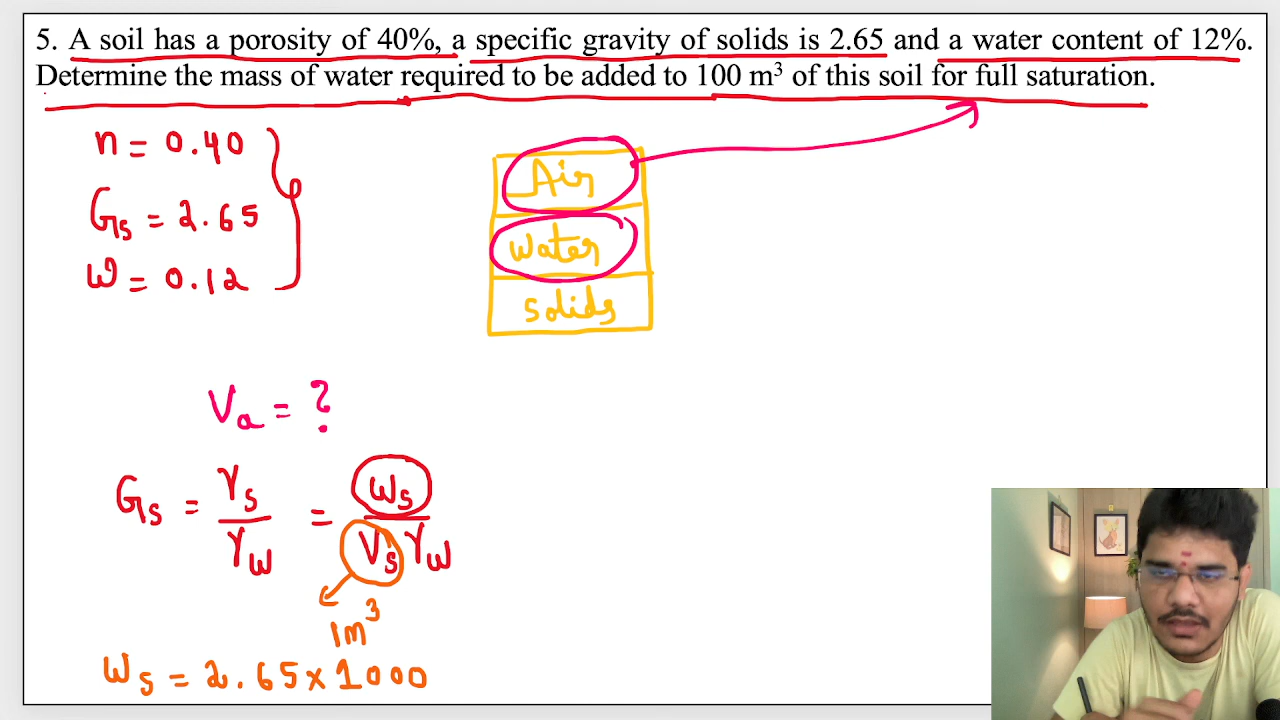 5. A soil has a porosity of 40%, a specific gravity of solids is 2.65 and a water content of 12%.
Determine the mass of water required to be added to 100 m³ of this soil for full saturation.
n = 0.40
Gs = 2.65
w = 0.12
Air
Water
Solids
Va = ?
Gs = γs / γw = ws / Vs γw
1m³
Ws = 2.65 x 1000